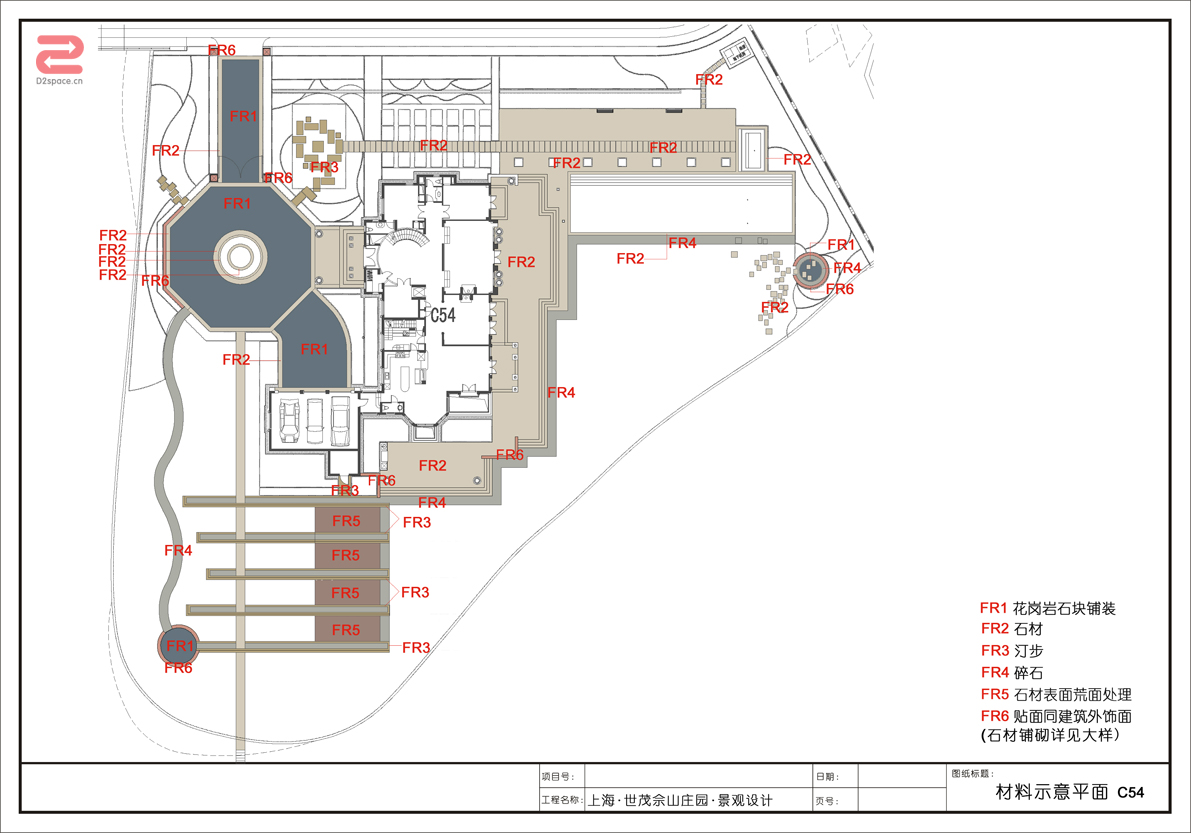 D2space.cn
FR6
FR2
FR1
FR2
FR2
FR2
FR3
FR2
FR2
FR2
FR6
FR1
FR2
FR2
FR2
FR2
FR6
FR2
FR4
FR2
FR1
FR4
FR6
FR2
C54
FR1
FR2
FR4
FR6
FR2
FR6
FR3
FR4
FR5
FR3
FR4
FR5
FR5
FR3
FR5
FR1
FR3
FR6
FR1 花岗岩石块铺装
FR2 石材
FR3 汀步
FR4 碎石
FR5 石材表面荒面处理
FR6 贴面同建筑外饰面
(石材铺砌详见大样)
项目号:
日期:
图纸标题:
工程名称: 上海·世茂佘山庄园·景观设计
页号:
材料示意平面 C54